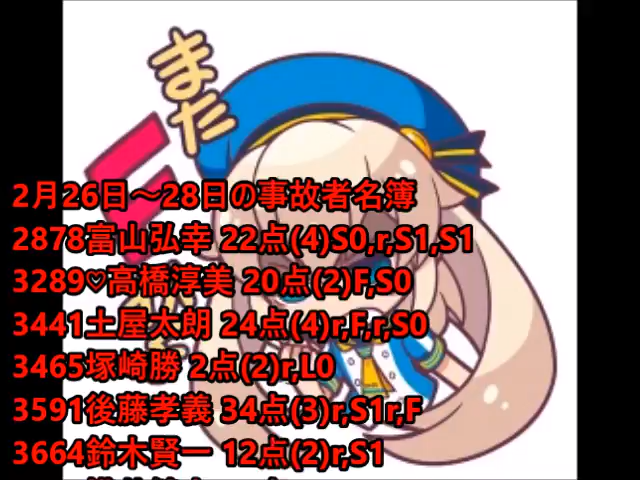 また
2月26日～28日の事故者名簿
2878富山弘幸 22点(4)S0,r,S1,S1
3289♡高橋淳美 20点(2)F,S0
3441土屋太朗 24点(4)r,F,r,S0
3465塚崎勝 2点(2)r,L0
3591後藤孝義 34点(3)r,S1r,F
3664鈴木賢一 12点(2)r,S1